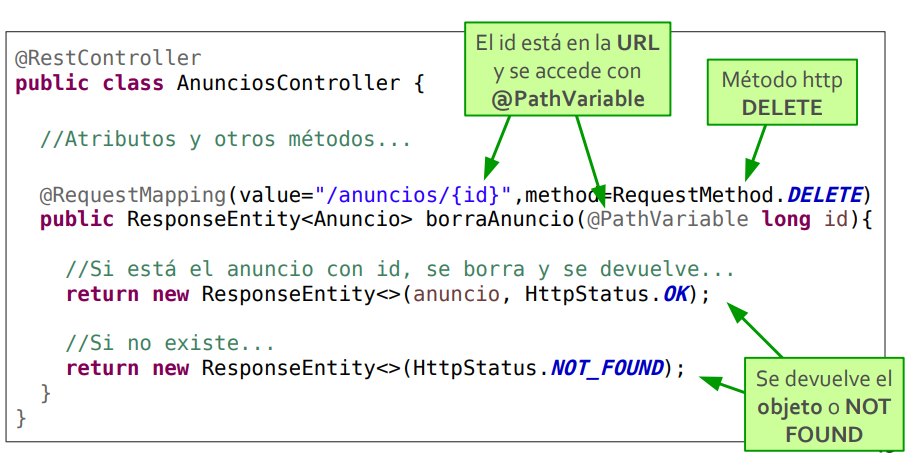 El id está en la URL
y se accede con
@PathVariable
Método http
DELETE
@RestController
public class AnunciosController {
//Atributos y otros métodos...
@RequestMapping(value="/anuncios/{id}",method=RequestMethod.DELETE)
public ResponseEntity<Anuncio> borraAnuncio(@PathVariable long id){
//Si está el anuncio con id, se borra y se devuelve...
return new ResponseEntity<>(anuncio, HttpStatus.OK);
//Si no existe...
return new ResponseEntity<>(HttpStatus.NOT_FOUND);
}
}
Se devuelve el
objeto o NOT
FOUND